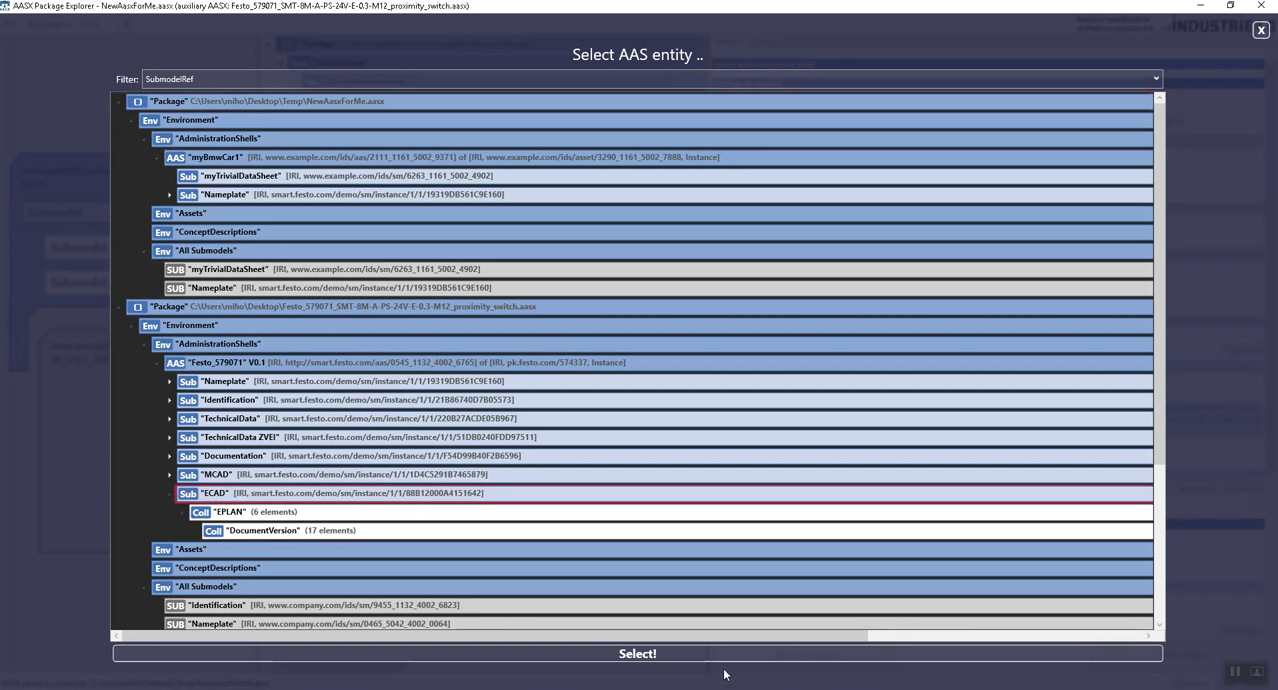 AASX Package Explorer - NewAasxForMe.aasx (auxiliary AASX: Festo_579071_SMT-8M-A-PS-24V-E-0.3-M12_proximity_switch.aasx)
INDUSTRIE
X
Select AAS entity ..
Filter: SubmodelRef
"Package" C:\Users\miho\Desktop\Temp\NewAasxForMe.aasx
Env "Environment"
Env "AdministrationShells"
AAS "myBmwCar1" [IRI, www.example.com/ids/aas/2111_1161_5002_9371] of [IRI, www.example.com/ids/asset/3290_1161_5002_7888, Instance]
Sub "myTrivialDataSheet" [IRI, www.example.com/ids/sm/6263_1161_5002_4902]
Sub "Nameplate" [IRI, smart.festo.com/demo/sm/instance/1/1/19319DB561C9E160]
Env "Assets"
Env "ConceptDescriptions"
Env "All Submodels"
SUB "myTrivialDataSheet" [IRI, www.example.com/ids/sm/6263_1161_5002_4902]
SUB "Nameplate" [IRI, smart.festo.com/demo/sm/instance/1/1/19319DB561C9E160]
"Package" C:\Users\miho\Desktop\Festo_579071_SMT-8M-A-PS-24V-E-0.3-M12_proximity_switch.aasx
Env "Environment"
Env "AdministrationShells"
AAS "Festo_579071" V0.1 [IRI, http://smart.festo.com/aas/0545_1132_4002_6765] of [IRI, pk.festo.com/574337, Instance]
Sub "Nameplate" [IRI, smart.festo.com/demo/sm/instance/1/1/19319DB561C9E160]
Sub "Identification" [IRI, smart.festo.com/demo/sm/instance/1/1/21B86740D7B05573]
Sub "TechnicalData" [IRI, smart.festo.com/demo/sm/instance/1/1/220B27ACDE05B967]
Sub "TechnicalData ZVEI" [IRI, smart.festo.com/demo/sm/instance/1/1/51DB0240FDD97511]
Sub "Documentation" [IRI, smart.festo.com/demo/sm/instance/1/1/F54D99B40F2B6596]
Sub "MCAD" [IRI, smart.festo.com/demo/sm/instance/1/1/1D4C5291B7465879]
Sub "ECAD" [IRI, smart.festo.com/demo/sm/instance/1/1/88B12000A4151642]
Coll "EPLAN" (6 elements)
Coll "DocumentVersion" (17 elements)
Env "Assets"
Env "ConceptDescriptions"
Env "All Submodels"
SUB "Identification" [IRI, www.company.com/ids/sm/9455_1132_4002_6823]
SUB "Nameplate" [IRI, www.company.com/ids/sm/0465_5042_4002_0064]
Select!